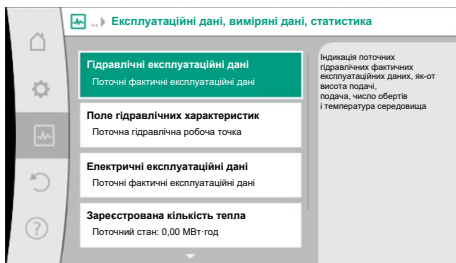 ..▸ Експлуатаційні дані, виміряні дані, статистика
Гідравлічні експлуатаційні дані
Поточні фактичні експлуатаційні дані
Поле гідравлічних характеристик
Поточна гідравлічна робоча точка
Електричні експлуатаційні дані
Поточні фактичні експлуатаційні дані
Зареєстрована кількість тепла
Поточний стан: 0,00 МВт·год
Індикація поточних
гідравлічних фактичних
експлуатаційних даних, як-от
висота подачі,
подача, число обертів
і температура середовища
?